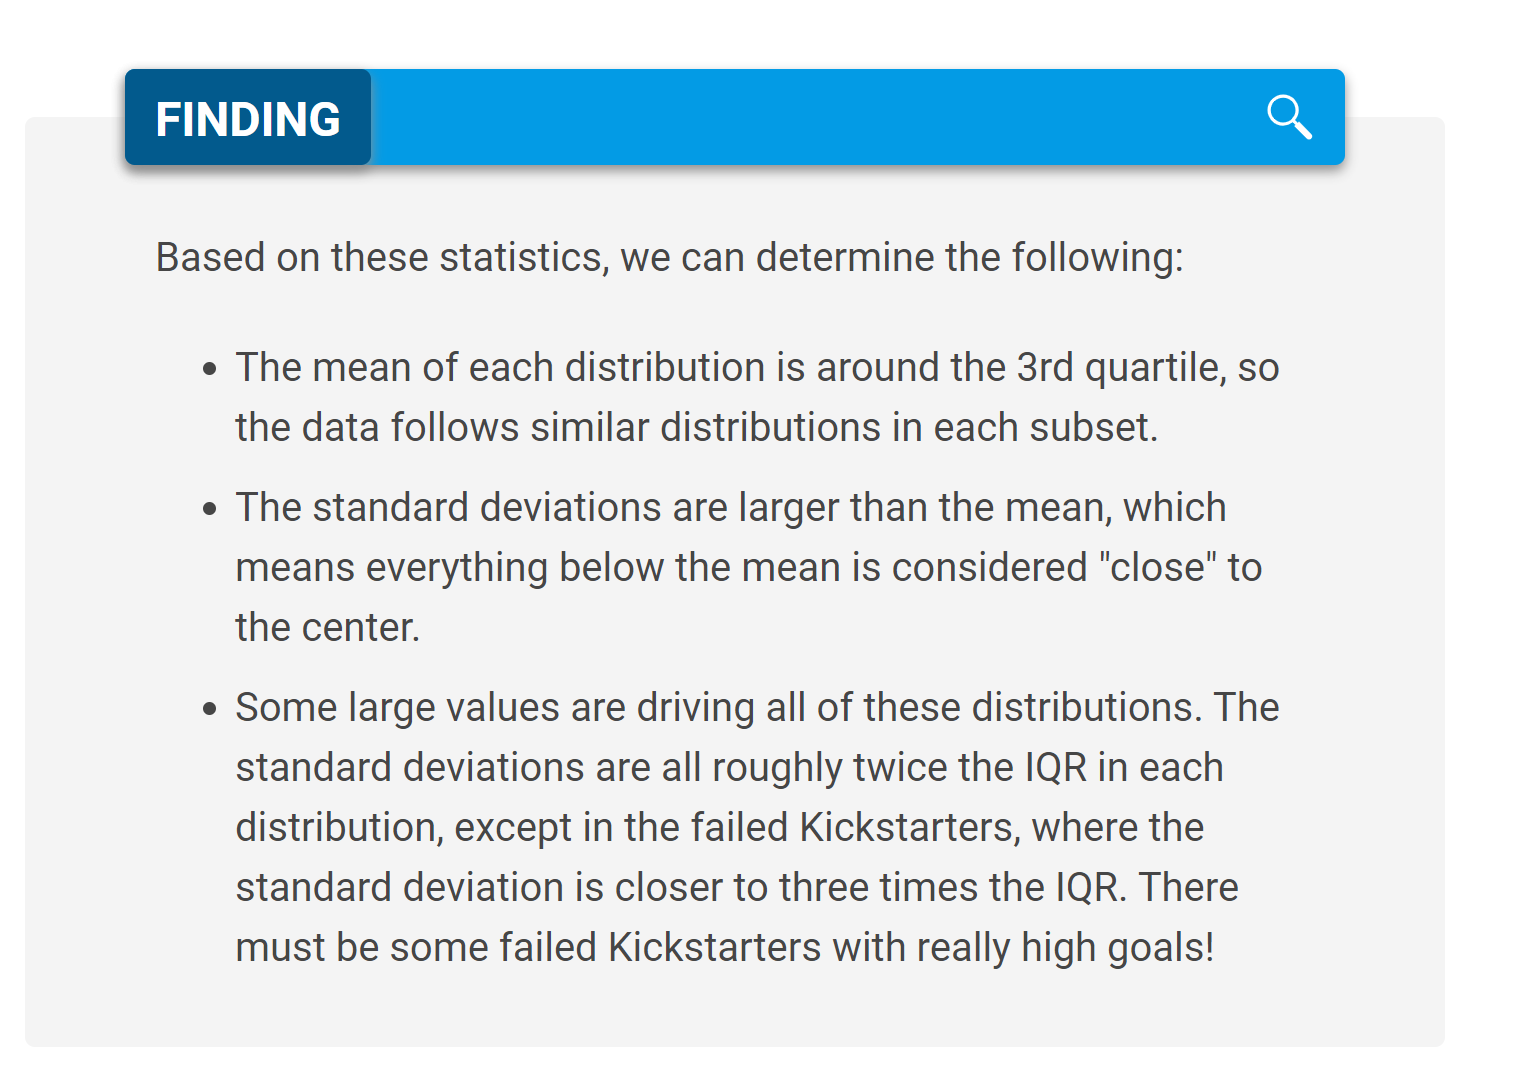 FINDING
Based on these statistics, we can determine the following:
• The mean of each distribution is around the 3rd quartile, so
the data follows similar distributions in each subset.
• The standard deviations are larger than the mean, which
means everything below the mean is considered "close" to
the center.
• Some large values are driving all of these distributions. The
standard deviations are all roughly twice the IQR in each
distribution, except in the failed Kickstarters, where the
standard deviation is closer to three times the IQR. There
must be some failed Kickstarters with really high goals!